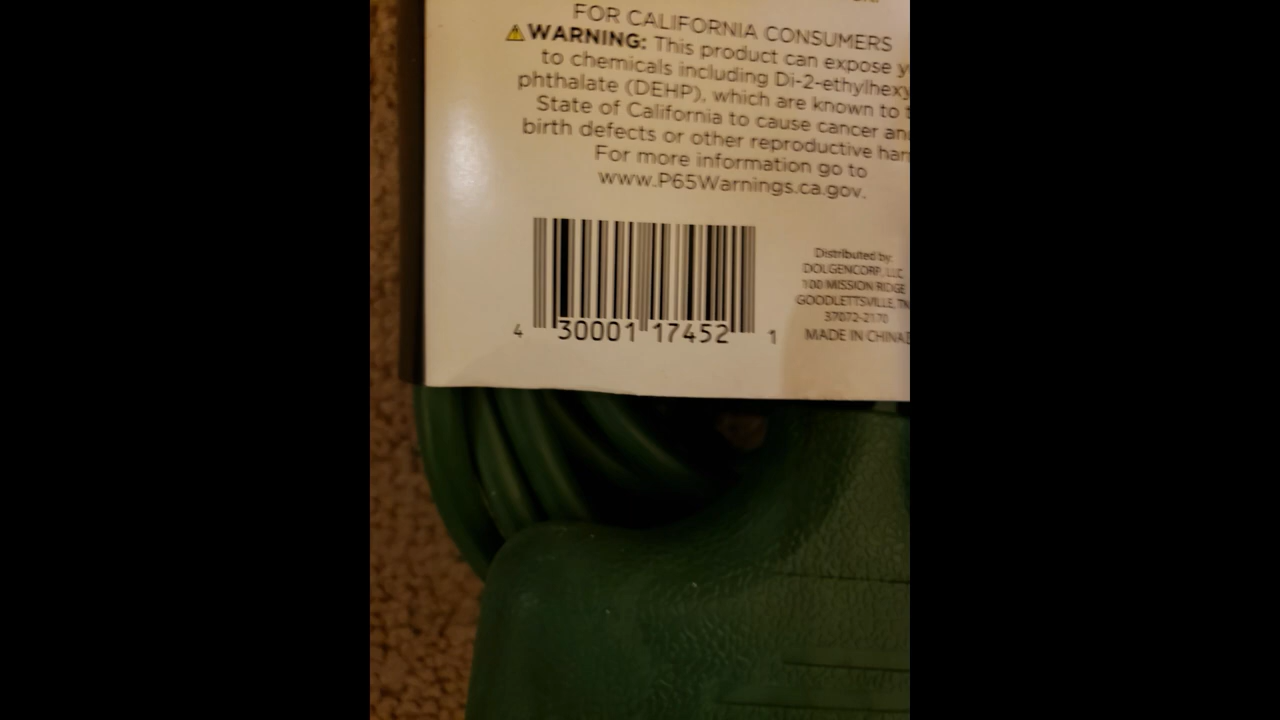 FOR CALIFORNIA CONSUMERS
WARNING: This product can expose y
to chemicals including Di-2-ethylhexy
phthalate (DEHP), which are known to t
State of California to cause cancer an
birth defects or other reproductive har
For more information go to
www.P65Warnings.ca.gov.
Distributed by:
DOLGENCORP, LLC
100 MISSION RIDGE
GOODLETTSVILLE, TN
37072-2170
MADE IN CHINA
4 30001 17452 1